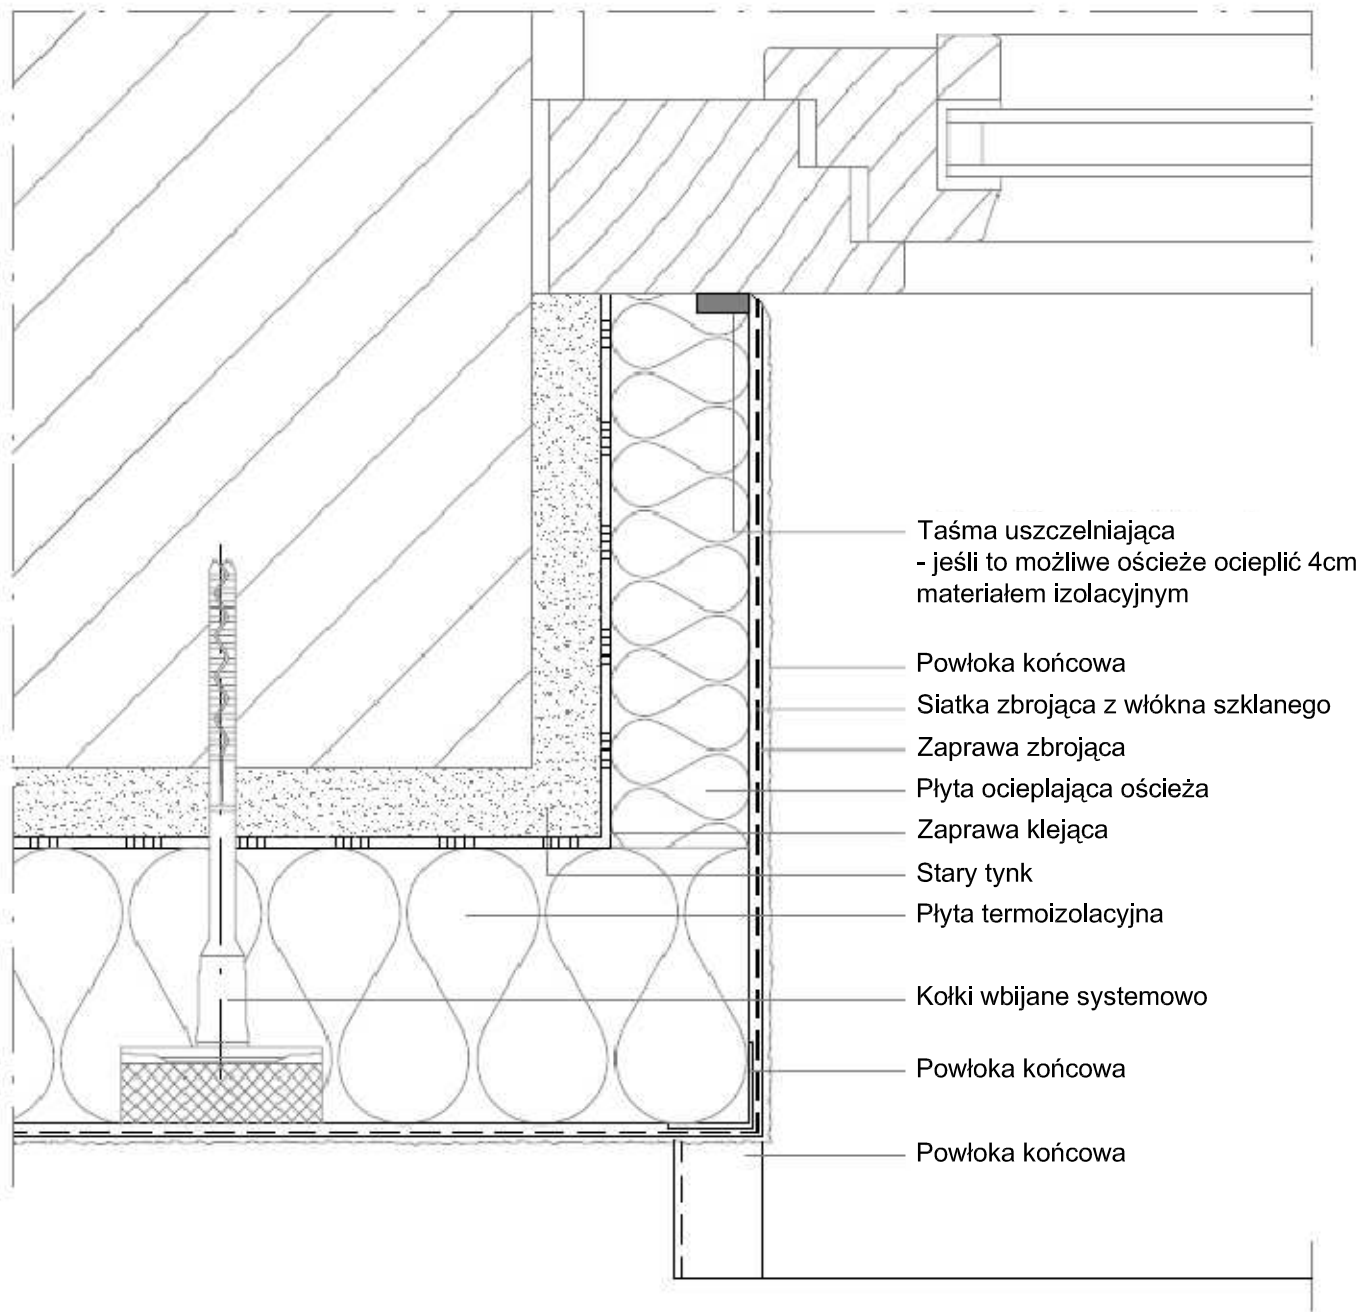 Taśma uszczelniająca
- jeśli to możliwe ościeże ocieplić 4cm
materiałem izolacyjnym
Powłoka końcowa
Siatka zbrojąca z włókna szklanego
Zaprawa zbrojąca
Płyta ocieplająca ościeża
Zaprawa klejąca
Stary tynk
Płyta termoizolacyjna
Kołki wbijane systemowo
Powłoka końcowa
Powłoka końcowa